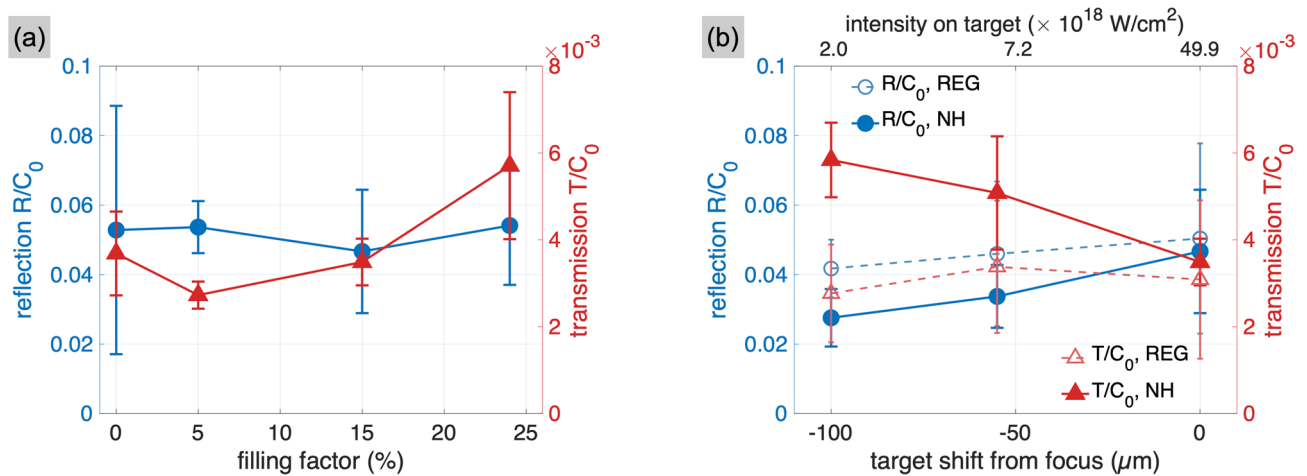 (a)
×10⁻³
0.1
0.08
0.06
0.04
0.02
0
reflection R/C₀
8
6
4
2
0
transmission T/C₀
0 5 10 15 20 25
filling factor (%)
(b)
intensity on target (× 10¹⁸ W/cm²)
2.0 7.2 49.9
×10⁻³
0.1
0.08
0.06
0.04
0.02
0
reflection R/C₀
R/C₀, REG
R/C₀, NH
T/C₀, REG
T/C₀, NH
8
6
4
2
0
transmission T/C₀
-100 -50 0
target shift from focus (µm)